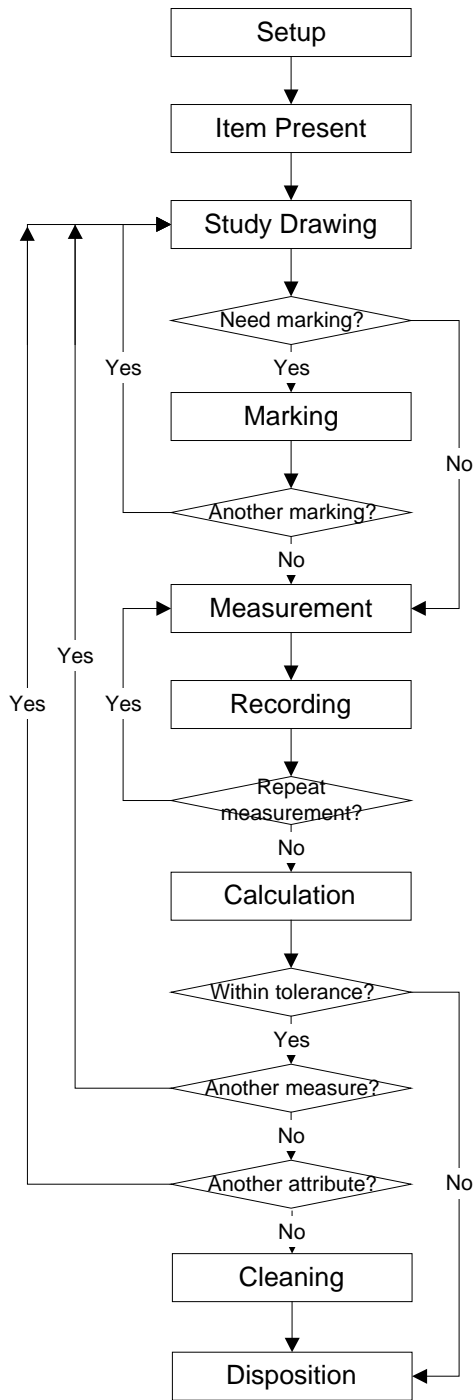 Setup
Item Present
Study Drawing
Need marking?
Yes
Yes
Marking
No
Another marking?
No
Measurement
Yes
Yes
Yes
Recording
Repeat
measurement?
No
Calculation
Within tolerance?
Yes
Another measure?
No
Another attribute?
No
No
Cleaning
Disposition